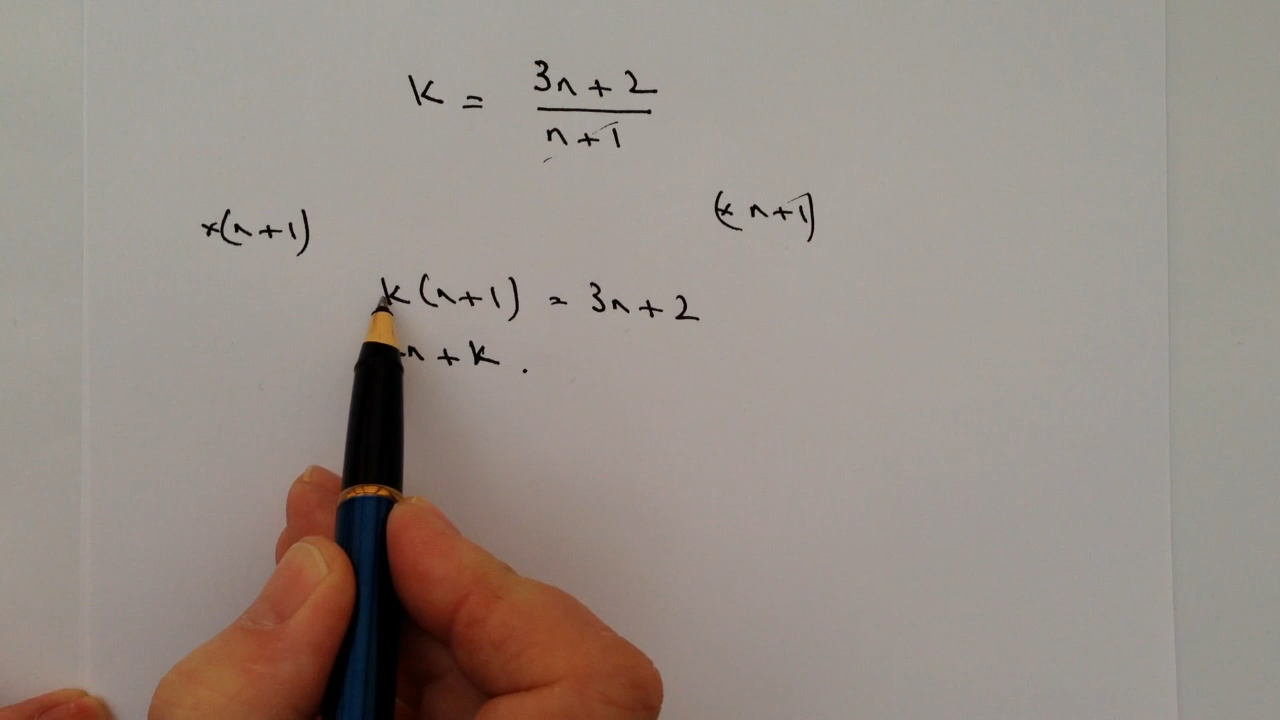 K = 3n + 2 / n + 1
×(n+1) (× n+1)
k(n+1) = 3n+2
n + k .